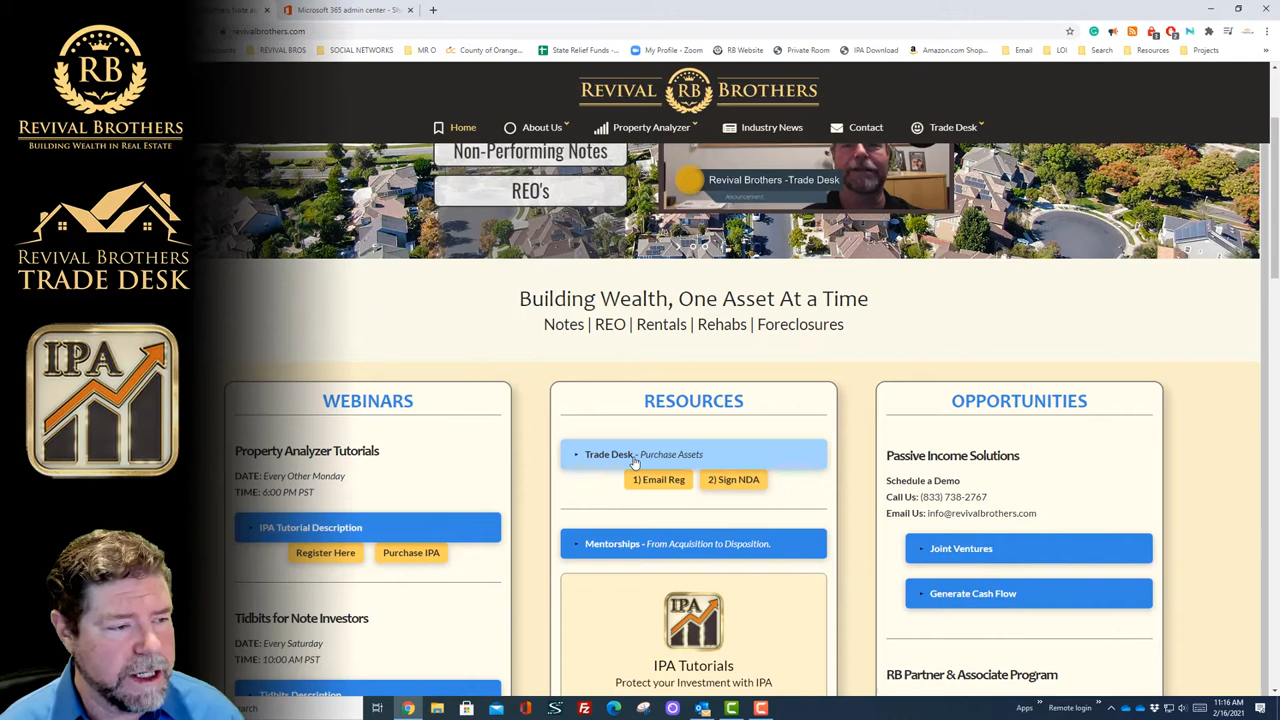 Microsoft 365 admin center - Sh
revivalbrothers.com
REVIVAL BROS
SOCIAL NETWORKS
MR O
County of Orange...
State Relief Funds...
My Profile - Zoom
RB Website
Private Room
IPA Download
Amazon.com Shop...
Email
LOI
Search
Resources
Projects
RB
REVIVAL BROTHERS
BUILDING WEALTH IN REAL ESTATE
REVIVAL BROTHERS
TRADE DESK
IPA
REVIVAL RB BROTHERS
Home
About Us
Property Analyzer
Industry News
Contact
Trade Desk
Non-Performing Notes
REO's
Revival Brothers -Trade Desk
Building Wealth, One Asset At a Time
Notes | REO | Rentals | Rehabs | Foreclosures
WEBINARS
Property Analyzer Tutorials
DATE: Every Other Monday
TIME: 6:00 PM PST
IPA Tutorial Description
Register Here
Purchase IPA
Tidbits for Note Investors
DATE: Every Saturday
TIME: 10:00 AM PST
Tidbits Description
RESOURCES
Trade Desk - Purchase Assets
1) Email Reg
2) Sign NDA
Mentorships - From Acquisition to Disposition.
IPA
IPA Tutorials
Protect your Investment with IPA
OPPORTUNITIES
Passive Income Solutions
Schedule a Demo
Call Us: (833) 738-2767
Email Us: info@revivalbrothers.com
Joint Ventures
Generate Cash Flow
RB Partner & Associate Program
Apps
Remote login
11:16 AM
2/16/2021